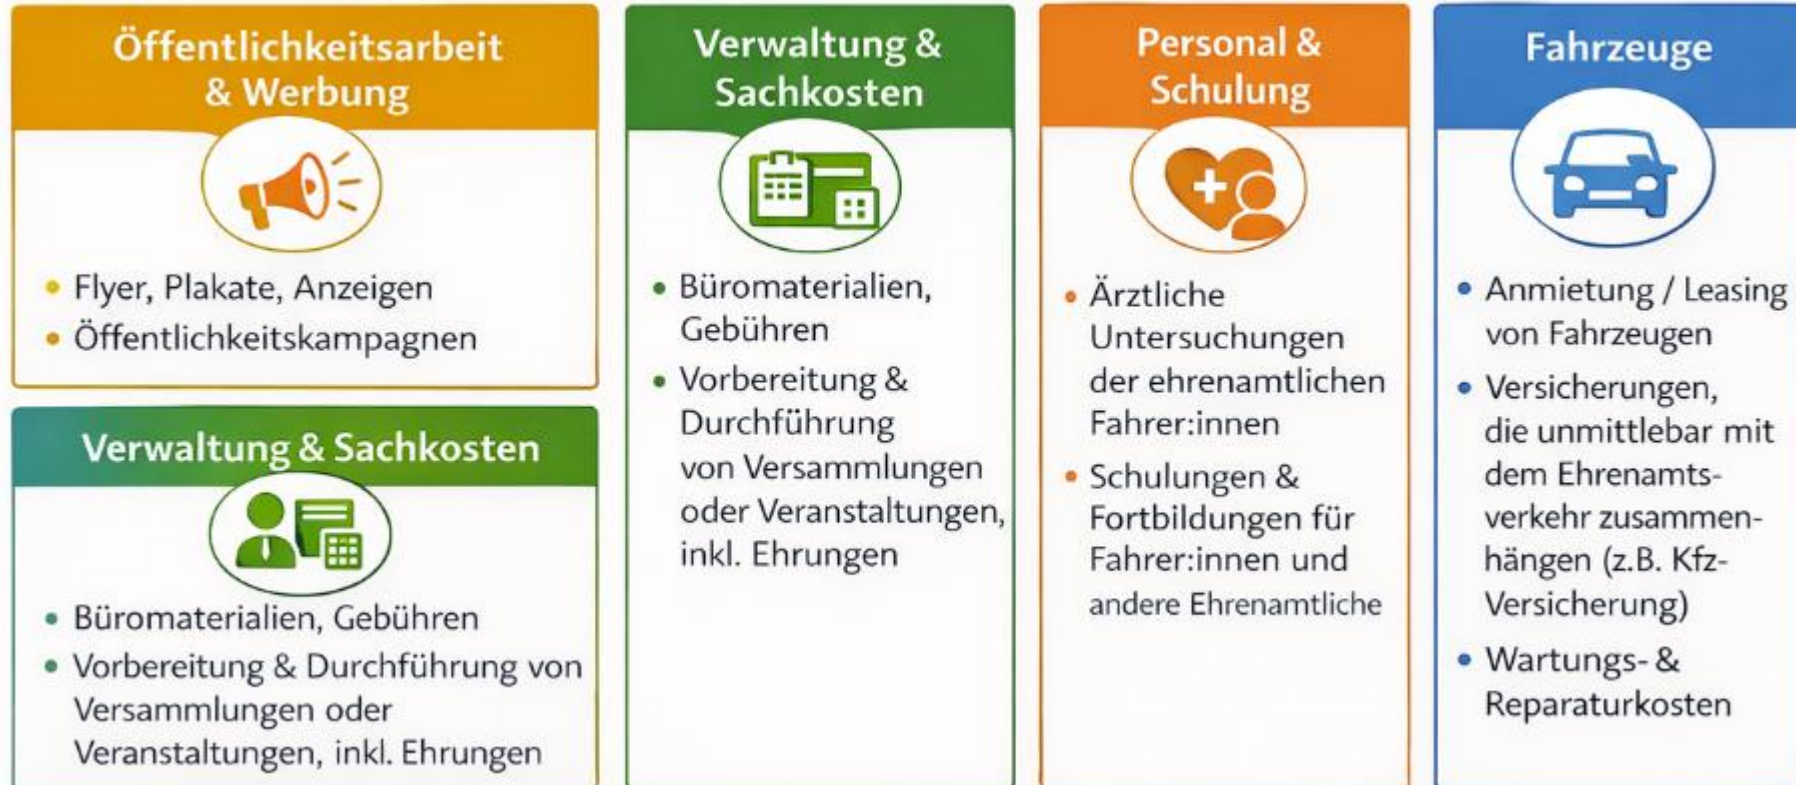 Öffentlichkeitsarbeit
& Werbung
• Flyer, Plakate, Anzeigen
• Öffentlichkeitskampagnen
Verwaltung & Sachkosten
• Büromaterialien, Gebühren
• Vorbereitung & Durchführung von
Versammlungen oder
Veranstaltungen, inkl. Ehrungen
Verwaltung &
Sachkosten
• Büromaterialien,
Gebühren
• Vorbereitung &
Durchführung
von Versammlungen
oder Veranstaltungen,
inkl. Ehrungen
Personal &
Schulung
• Ärztliche
Untersuchungen
der ehrenamtlichen
Fahrer:innen
• Schulungen &
Fortbildungen für
Fahrer:innen und
andere Ehrenamtliche
Fahrzeuge
• Anmietung / Leasing
von Fahrzeugen
• Versicherungen,
die unmittlebar mit
dem Ehrenamts-
verkehr zusammen-
hängen (z.B. Kfz-
Versicherung)
• Wartungs- &
Reparaturkosten